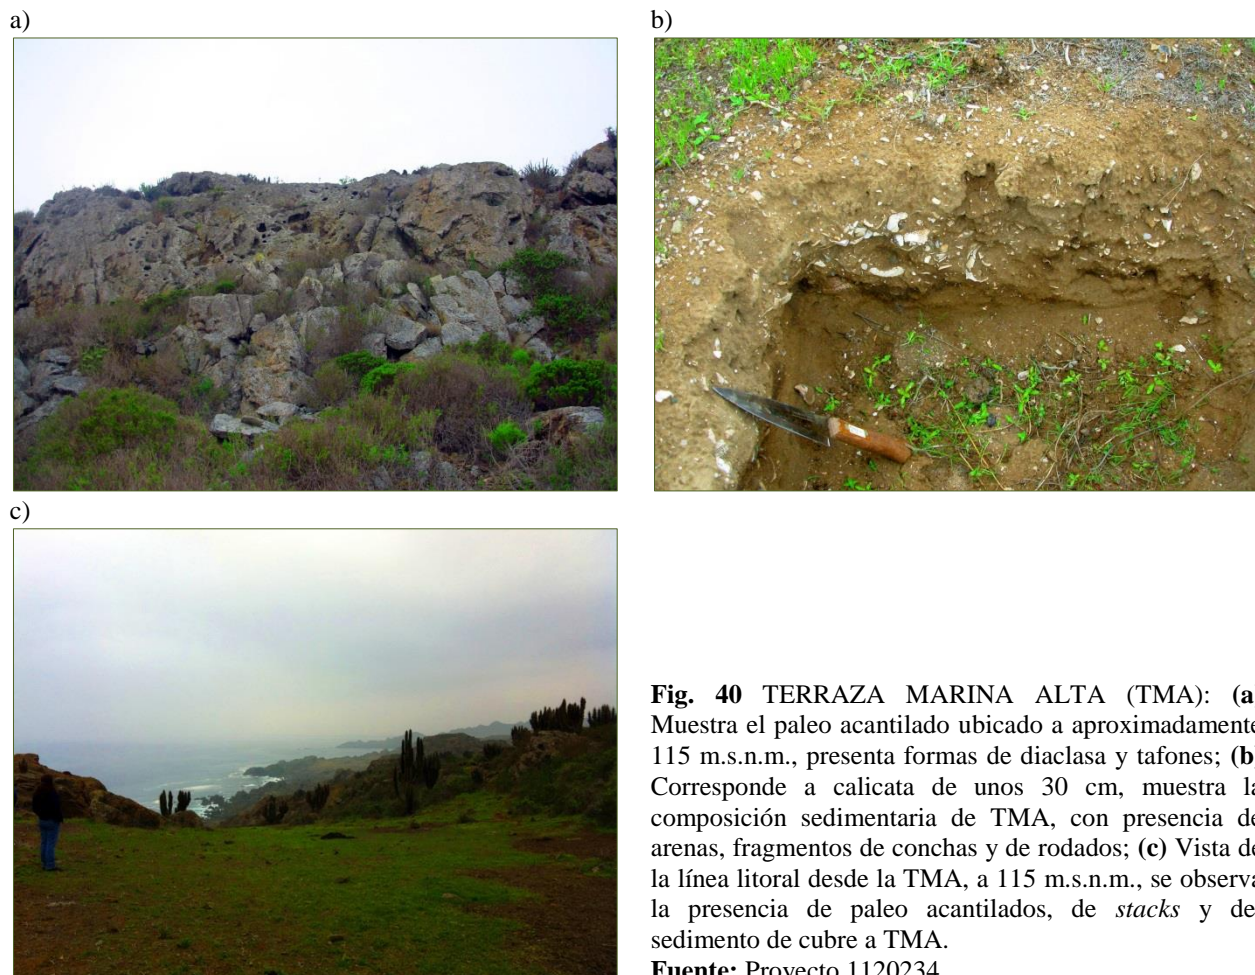 a)
b)
c)
Fig. 40 TERRAZA MARINA ALTA (TMA): (a
Muestra el paleo acantilado ubicado a aproximadamente
115 m.s.n.m., presenta formas de diaclasa y tafones; (b
Corresponde a calicata de unos 30 cm, muestra la
composición sedimentaria de TMA, con presencia de
arenas, fragmentos de conchas y de rodados; (c) Vista de
la línea litoral desde la TMA, a 115 m.s.n.m., se observa
la presencia de paleo acantilados, de stacks y de
sedimento de cubre a TMA.
Fuente: Proyecto 1120234